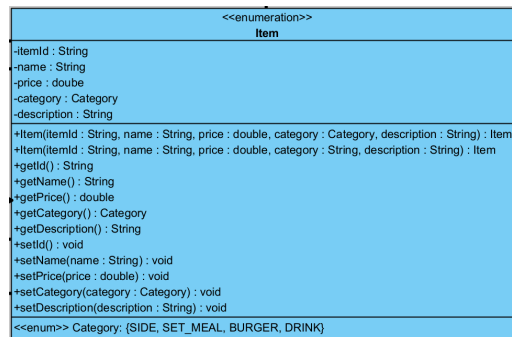 <<enumeration>>
Item
-itemId : String
-name : String
-price : doube
-category : Category
-description : String
+Item(itemId : String, name : String, price : double, category : Category, description : String) : Item
+Item(itemId : String, name : String, price : double, category : String, description : String) : Item
+getId() : String
+getName() : String
+getPrice() : double
+getCategory() : Category
+getDescription() : String
+setId() : void
+setName(name : String) : void
+setPrice(price : double) : void
+setCategory(category : Category) : void
+setDescription(description : String) : void
<<enum>> Category: {SIDE, SET_MEAL, BURGER, DRINK}